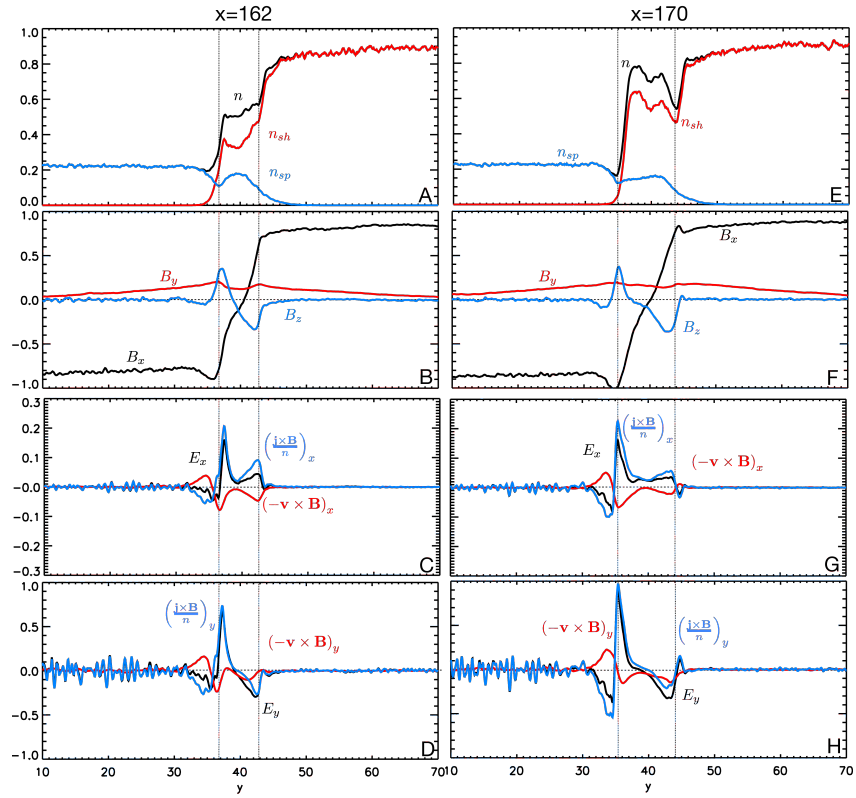 x=162
x=170
1.0
0.8
0.6
0.4
0.2
0.0
n
n_sh
n_sp
A
n
n_sh
n_sp
E
1.0
0.5
0.0
−0.5
−1.0
B_y
B_z
B_x
B
B_x
B_y
B_z
F
0.3
0.2
0.1
−0.0
−0.1
−0.2
−0.3
E_x
(j×B/n)_x
(−v × B)_x
C
E_x
(j×B/n)_x
(−v × B)_x
G
1.0
0.5
0.0
−0.5
−1.0
(j×B/n)_y
(−v × B)_y
E_y
D
(−v × B)_y
(j×B/n)_y
E_y
H
10 20 30 40 50 60 70
10 20 30 40 50 60 70
y
y